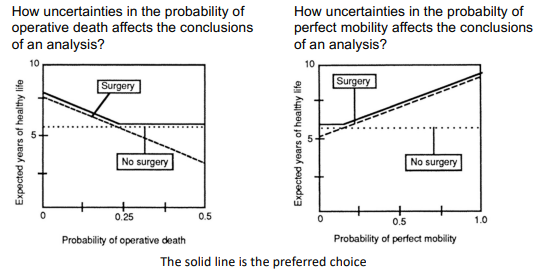 How uncertainties in the probability of
operative death affects the conclusions
of an analysis?
10
Surgery
5
No surgery
0
0.25
0.5
Expected years of healthy life
Probability of operative death
How uncertainties in the probabilty of
perfect mobility affects the conclusions
of an analysis?
10
Surgery
5
No surgery
0
0.5
1.0
Expected years of healthy life
Probability of perfect mobility
The solid line is the preferred choice